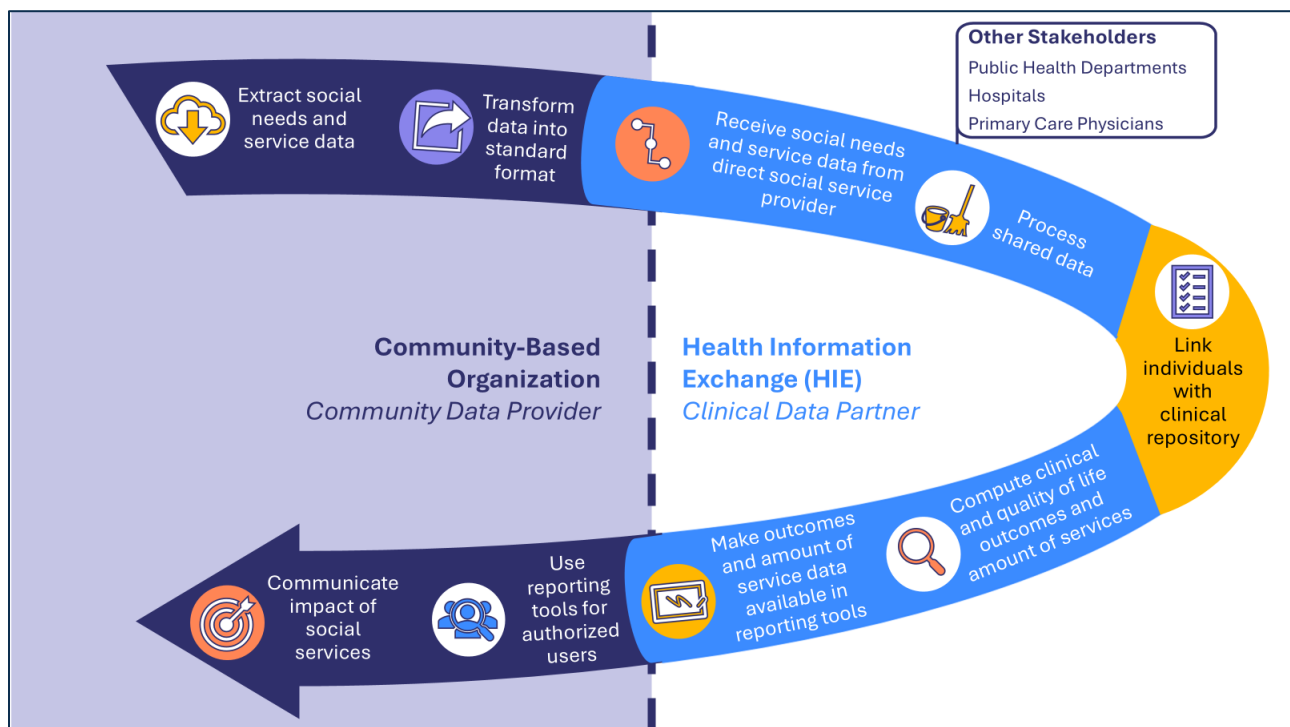 Other Stakeholders
Public Health Departments
Hospitals
Primary Care Physicians
Extract social
needs and
service data
Transform
data into
standard
format
Receive social needs
and service data from
direct social service
provider
Process
shared data
Link
individuals
with
clinical
repository
Community-Based
Organization
Community Data Provider
Health Information
Exchange (HIE)
Clinical Data Partner
Compute clinical
and quality of life
outcomes and
amount of services
Make outcomes
and amount of
service data
available in
reporting tools
Use
reporting
tools for
authorized
users
Communicate
impact of
social
services